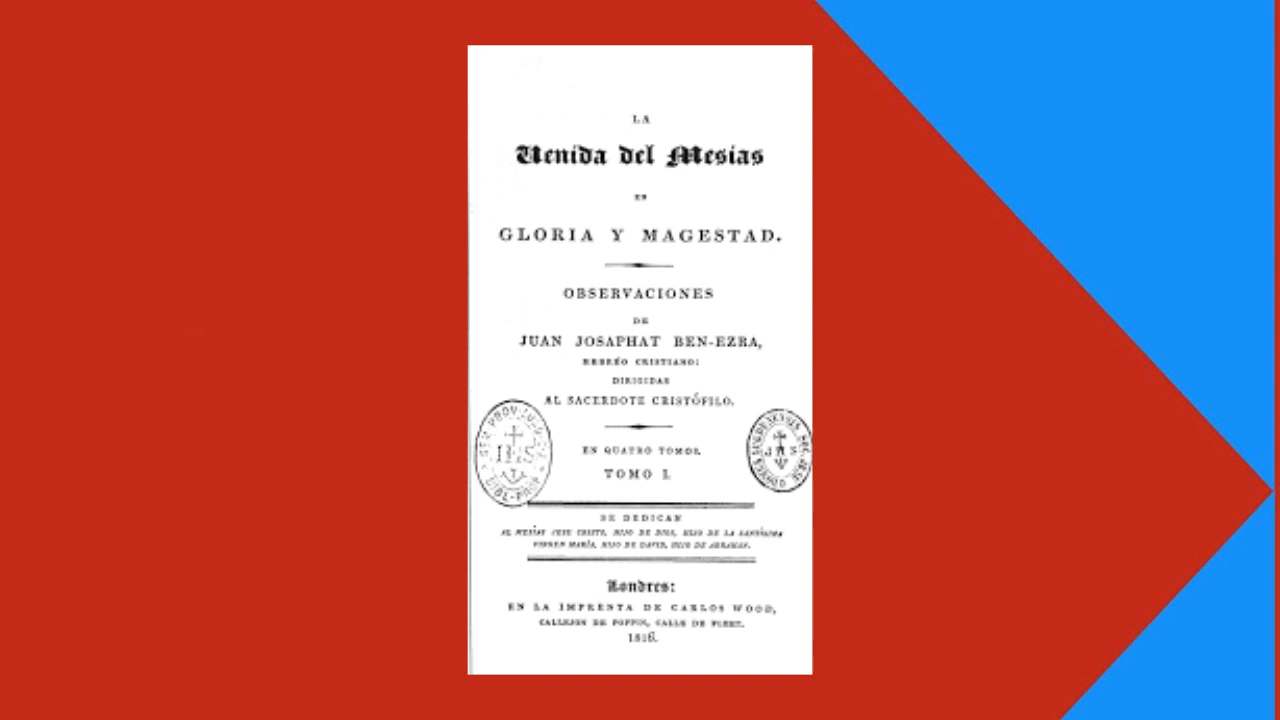 LA
Venida del Mesias
EN
GLORIA Y MAGESTAD.
OBSERVACIONES
DE
JUAN JOSAPHAT BEN-EZRA,
HEBRÉO CRISTIANO:
DIRIGIDAS
AL SACERDOTE CRISTÓFILO.
EN QUATRO TOMOS.
TOMO I.
IHS
SE DEDICAN
AL MESÍAS JESU CRISTO, HIJO DE DIOS, HIJO DE LA SANTÍSIMA
VIRGEN MARÍA, HIJO DE DAVID, HIJO DE ABRAHAN.
Londres:
EN LA IMPRENTA DE CARLOS WOOD,
CALLEJON DE POPPIN, CALLE DE FLEET.
1816.